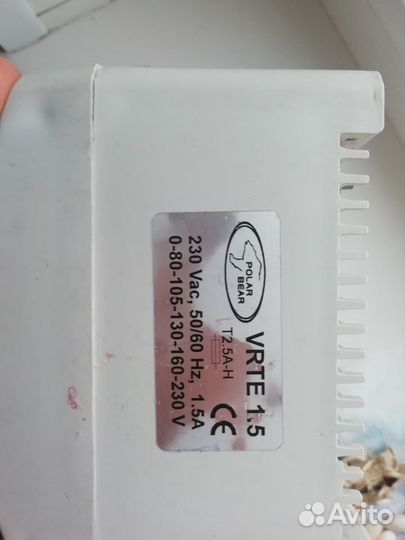 POLAR
BEAR
VRTE 1.5
T2.5A-H
CE
230 Vac, 50/60 Hz, 1.5A
0-80-105-130-160-230 V
Avito